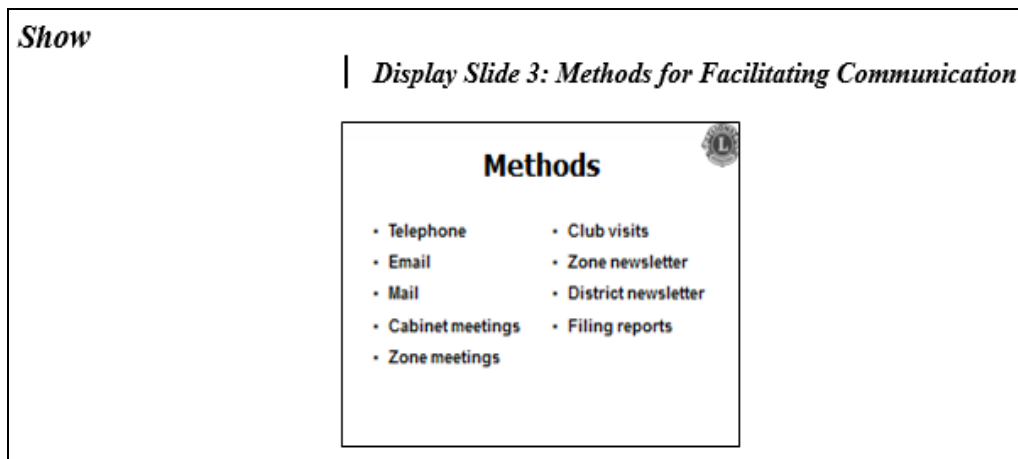 Show
Display Slide 3: Methods for Facilitating Communication
Methods
• Telephone
• Email
• Mail
• Cabinet meetings
• Zone meetings
• Club visits
• Zone newsletter
• District newsletter
• Filing reports
L